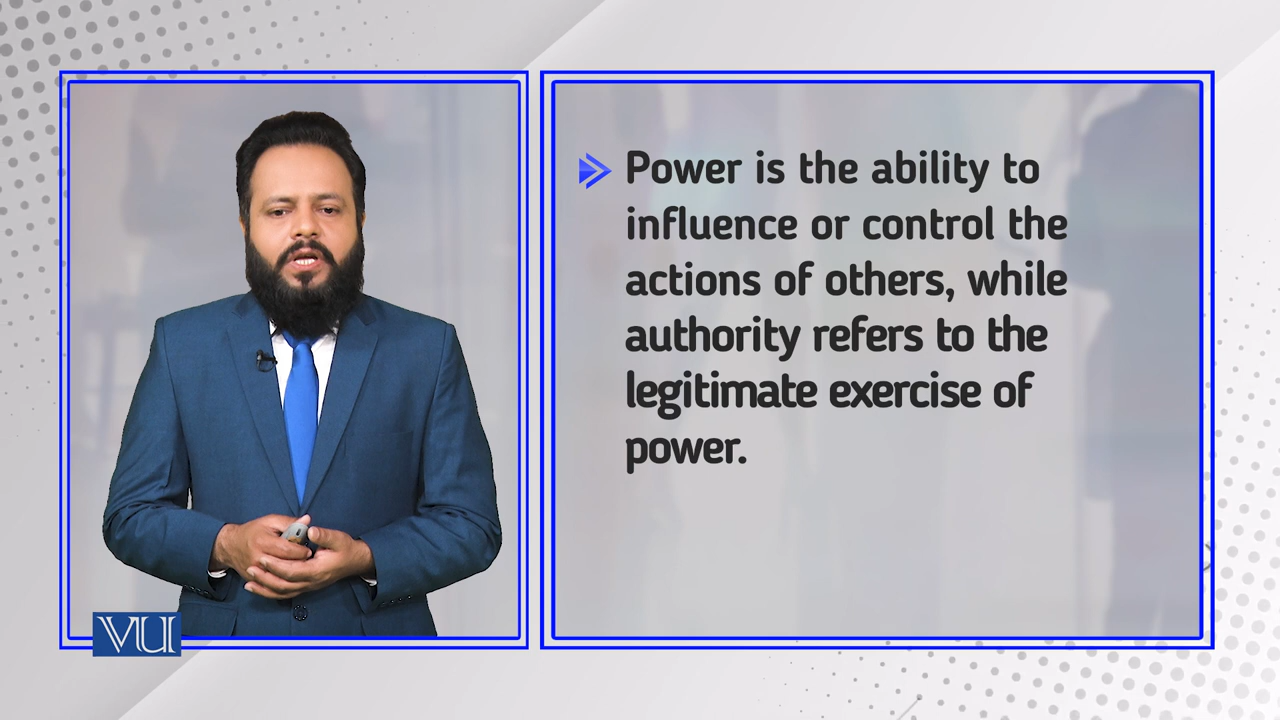 Power is the ability to
influence or control the
actions of others, while
authority refers to the
legitimate exercise of
power.
VU